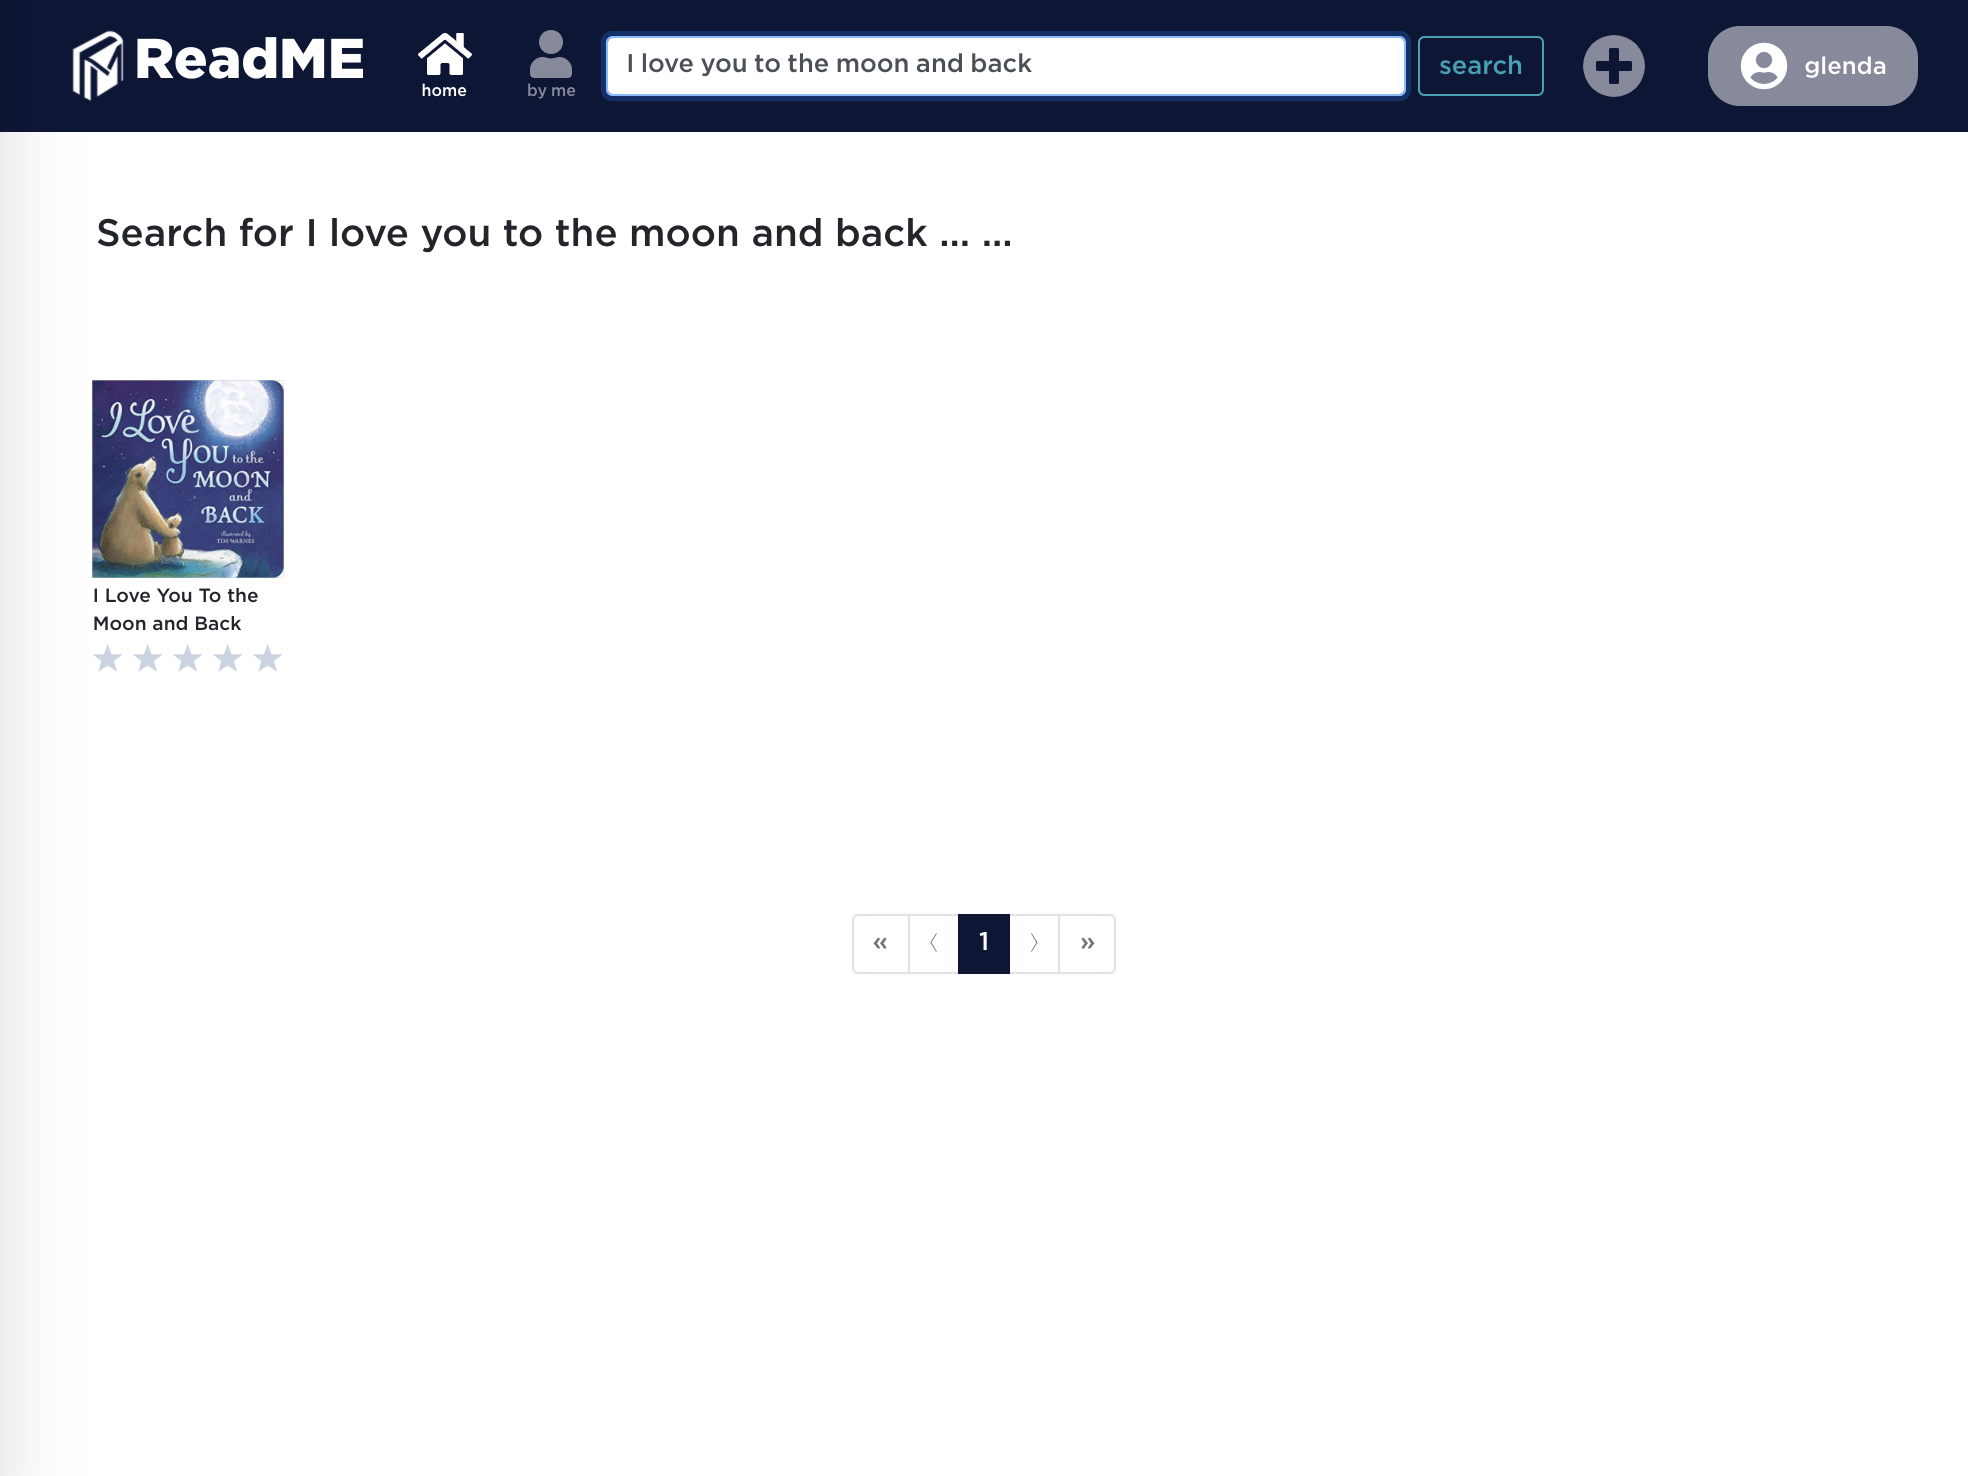 ReadME
home
by me
I love you to the moon and back
search
glenda
Search for I love you to the moon and back ... ...
I Love
You to the
MOON
and
BACK
illustrated by
TIM WARNES
I Love You To the
Moon and Back
« 〈 1 〉 »